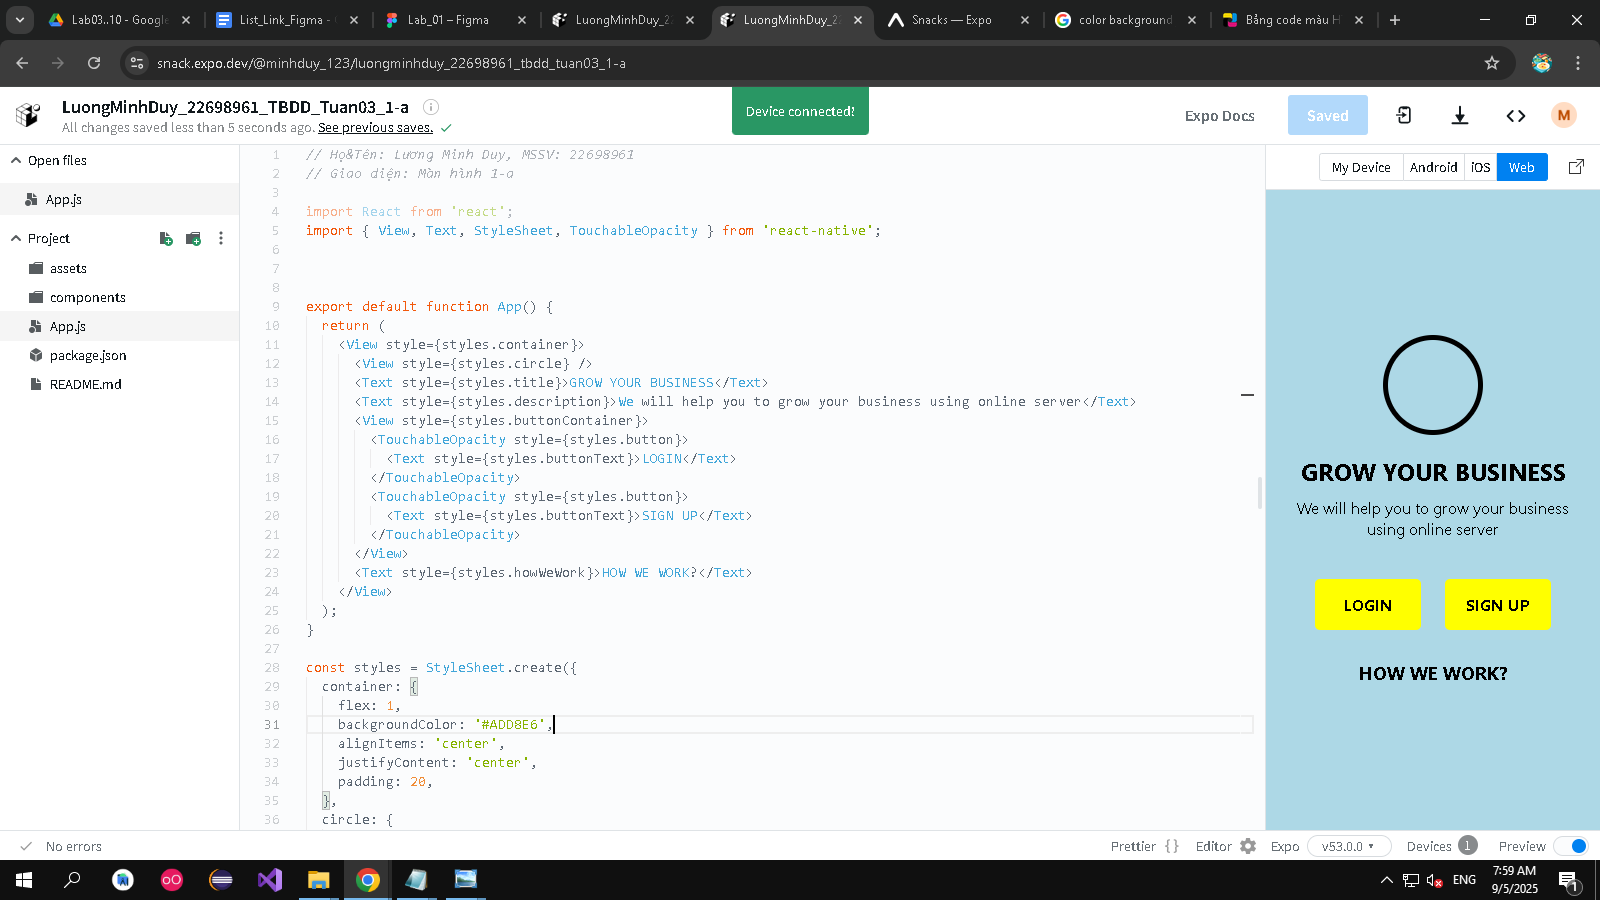 Lab03..10 - Google
List_Link_Figma -
Lab_01 – Figma
LuongMinhDuy_2
LuongMinhDuy_2
Snacks — Expo
color background
Bảng code màu H
snack.expo.dev/@minhduy_123/luongminhduy_22698961_tbdd_tuan03_1-a
LuongMinhDuy_22698961_TBDD_Tuan03_1-a
All changes saved less than 5 seconds ago. See previous saves.
Device connected!
Expo Docs
Saved
M
Open files
App.js
Project
assets
components
App.js
package.json
README.md
1 // Họ&Tên: Lương Minh Duy, MSSV: 22698961
2 // Giao diện: Màn hình 1-a
3
4 import React from 'react';
5 import { View, Text, StyleSheet, TouchableOpacity } from 'react-native';
6
7
8
9 export default function App() {
10 return (
11 <View style={styles.container}>
12 <View style={styles.circle} />
13 <Text style={styles.title}>GROW YOUR BUSINESS</Text>
14 <Text style={styles.description}>We will help you to grow your business using online server</Text>
15 <View style={styles.buttonContainer}>
16 <TouchableOpacity style={styles.button}>
17 <Text style={styles.buttonText}>LOGIN</Text>
18 </TouchableOpacity>
19 <TouchableOpacity style={styles.button}>
20 <Text style={styles.buttonText}>SIGN UP</Text>
21 </TouchableOpacity>
22 </View>
23 <Text style={styles.howWeWork}>HOW WE WORK?</Text>
24 </View>
25 );
26 }
27
28 const styles = StyleSheet.create({
29 container: {
30 flex: 1,
31 backgroundColor: '#ADD8E6',
32 alignItems: 'center',
33 justifyContent: 'center',
34 padding: 20,
35 },
36 circle: {
My Device
Android
iOS
Web
GROW YOUR BUSINESS
We will help you to grow your business
using online server
LOGIN
SIGN UP
HOW WE WORK?
No errors
Prettier { }
Editor
Expo
v53.0.0
Devices 1
Preview
ENG
7:59 AM
9/5/2025
1